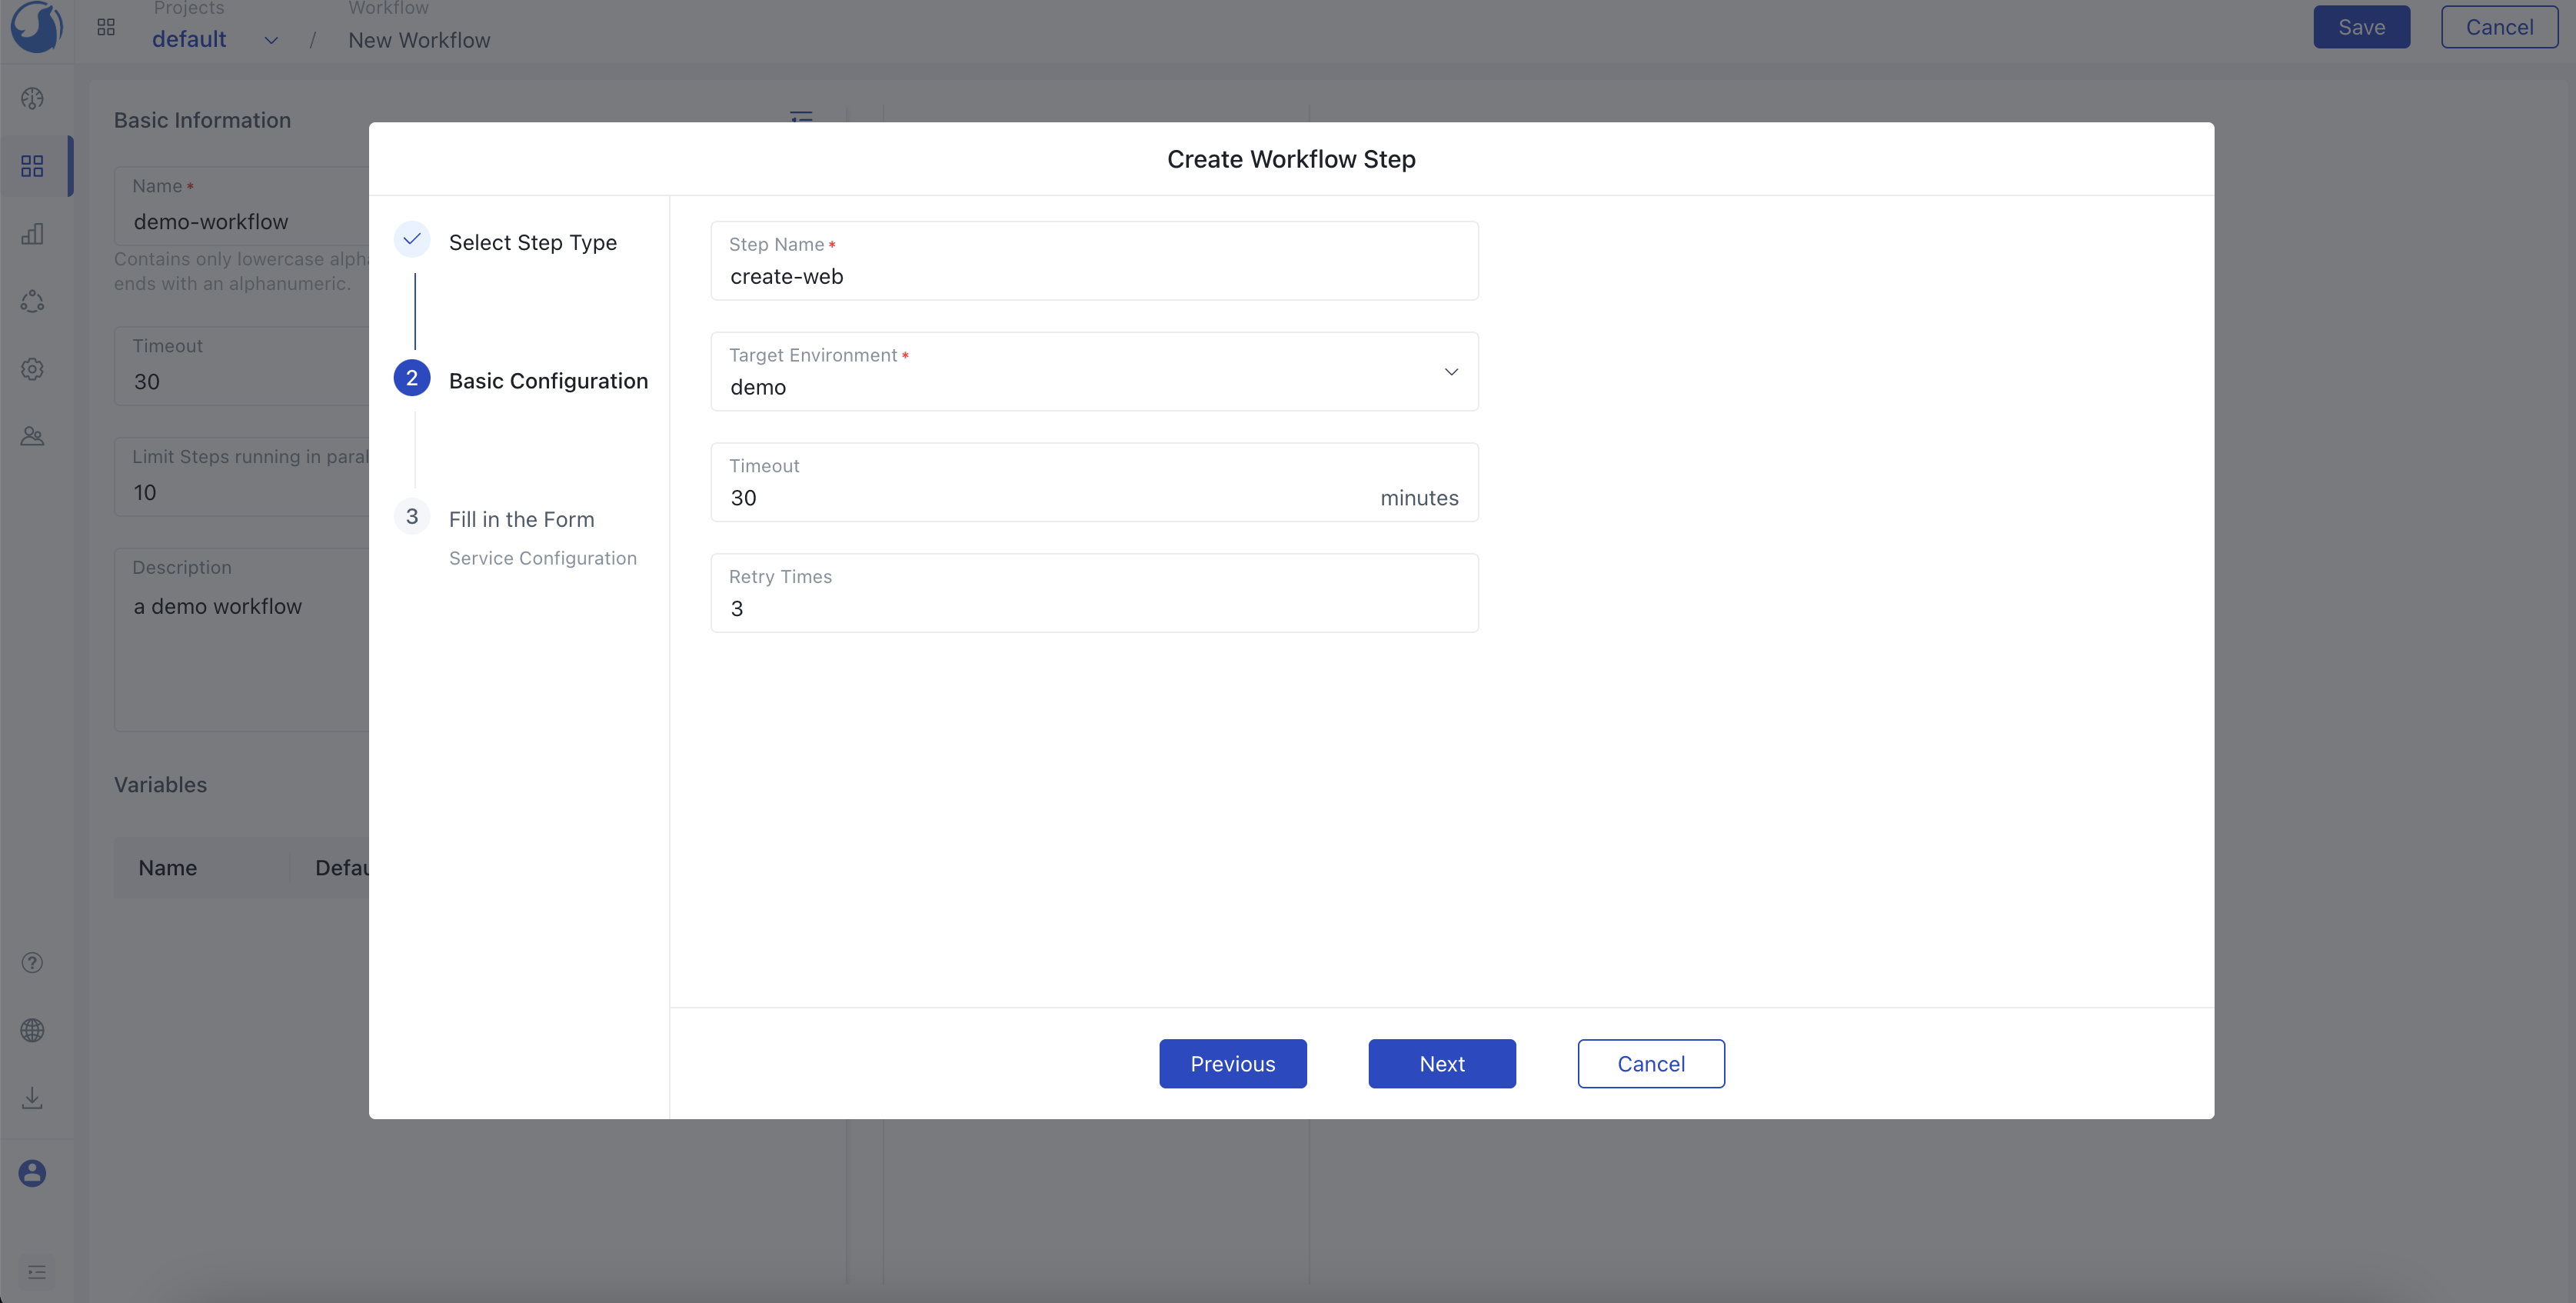 Projects
Workflow
default
/
New Workflow
Save
Cancel
Basic Information
Name *
demo-workflow
Contains only lowercase
ends with an alphanumeric.
Timeout
30
Limit Steps running in
10
Description
a demo workflow
Variables
Name
Create Workflow Step
Select Step Type
2
Basic Configuration
3
Fill in the Form
Service Configuration
Step Name *
create-web
Target Environment *
demo
Timeout
30
minutes
Retry Times
3
Previous
Next
Cancel